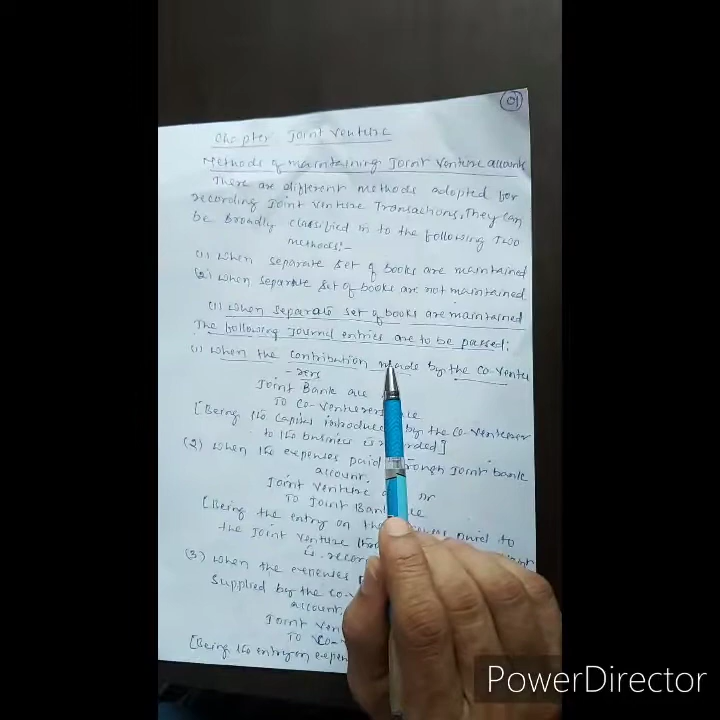 01
Chapter Joint Venture
Methods of maintaining Joint Venture accounts
There are different methods adopted for
recording Joint Venture Transactions, They can
be broadly classified in to the following two
methods:-
(1) When separate set of books are maintained
(2) when separate set of books are not maintained
(1) when separate set of books are maintained
The following Journal entries are to be passed:
(1) when the contribution made by the co-ventu
-rers
Joint Bank a/c
To co-venturers
[Being the capital introduced by the co-venturer
to the business is recorded]
(2) when the expenses paid through Joint bank
account.
Joint venture Dr
To Joint Bank a/c
[Being the entry on the paid to
the Joint venture
is
(3) when the expenses
supplied by the co-
account.
Joint Ven
To Co-
[Being the entry on expen
PowerDirector